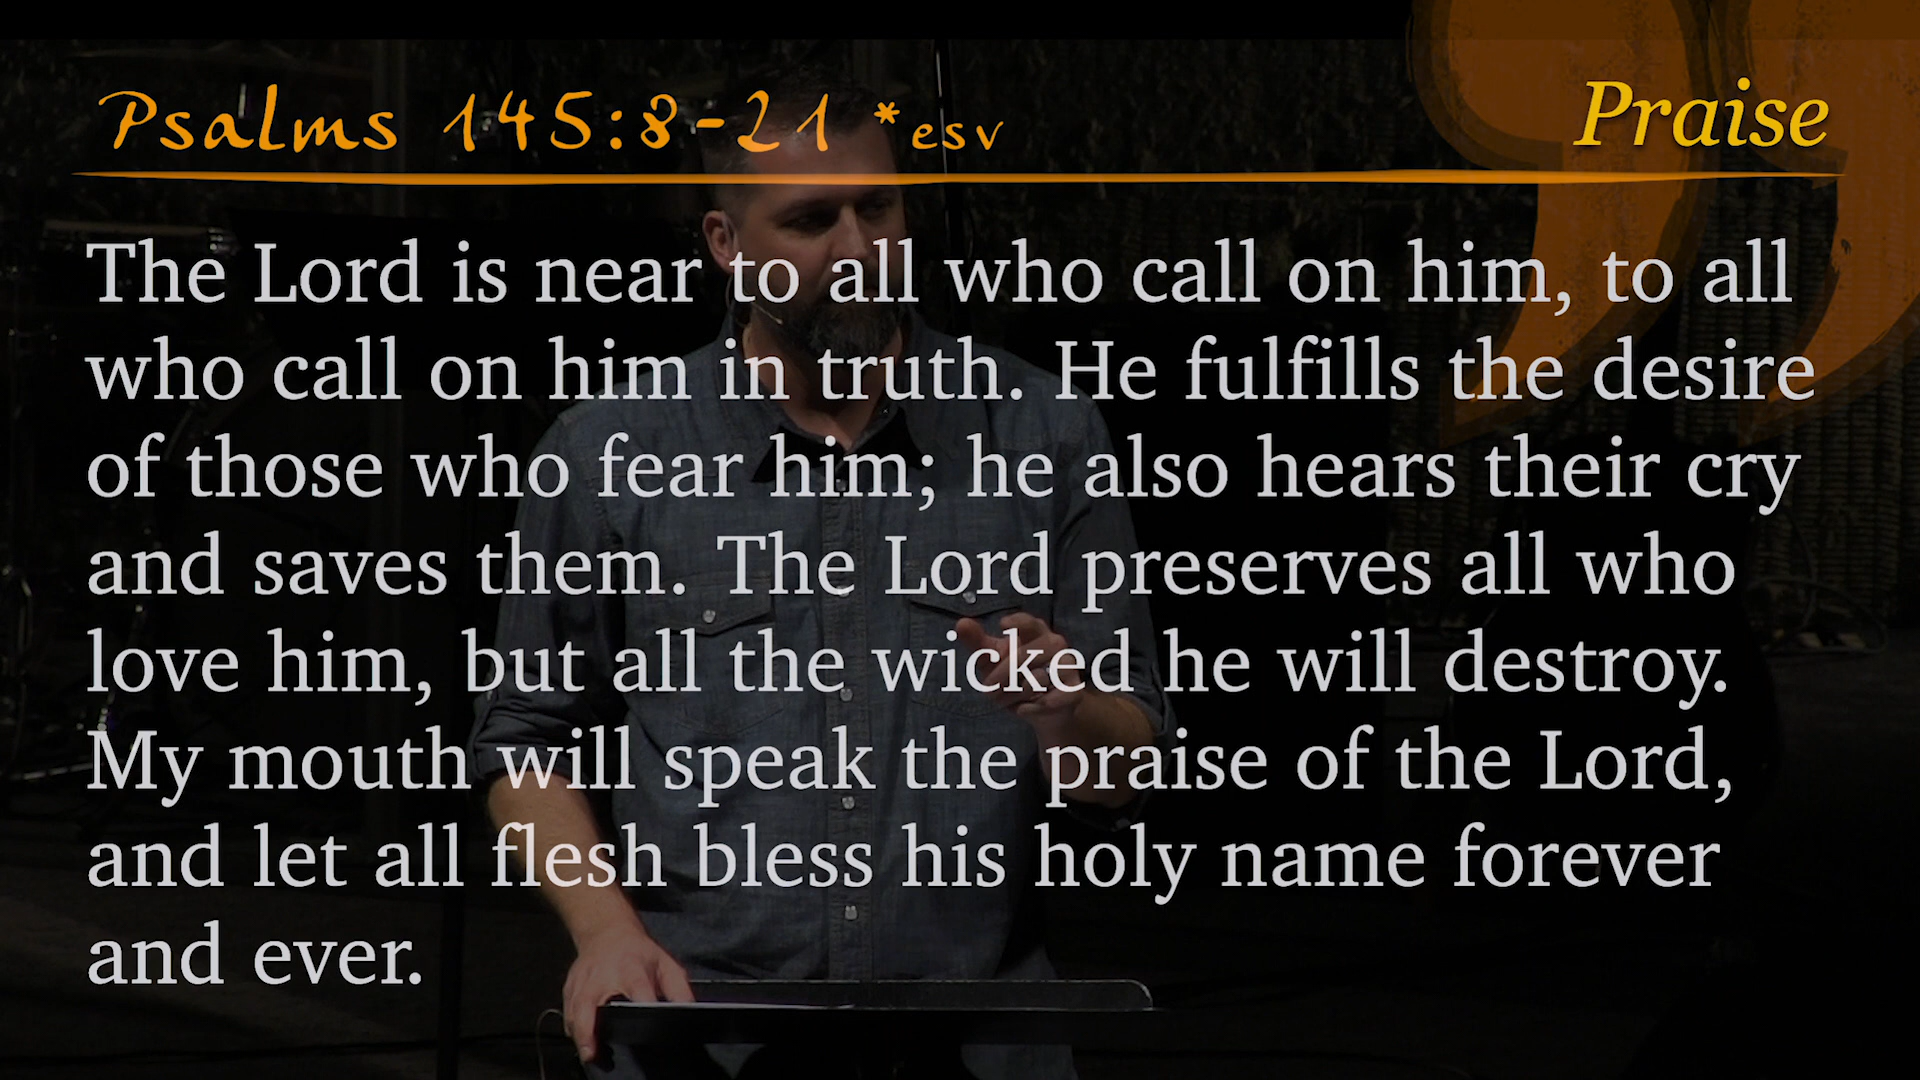 Psalms 145:8-21 *esv
Praise
The Lord is near to all who call on him, to all
who call on him in truth. He fulfills the desire
of those who fear him; he also hears their cry
and saves them. The Lord preserves all who
love him, but all the wicked he will destroy.
My mouth will speak the praise of the Lord,
and let all flesh bless his holy name forever
and ever.